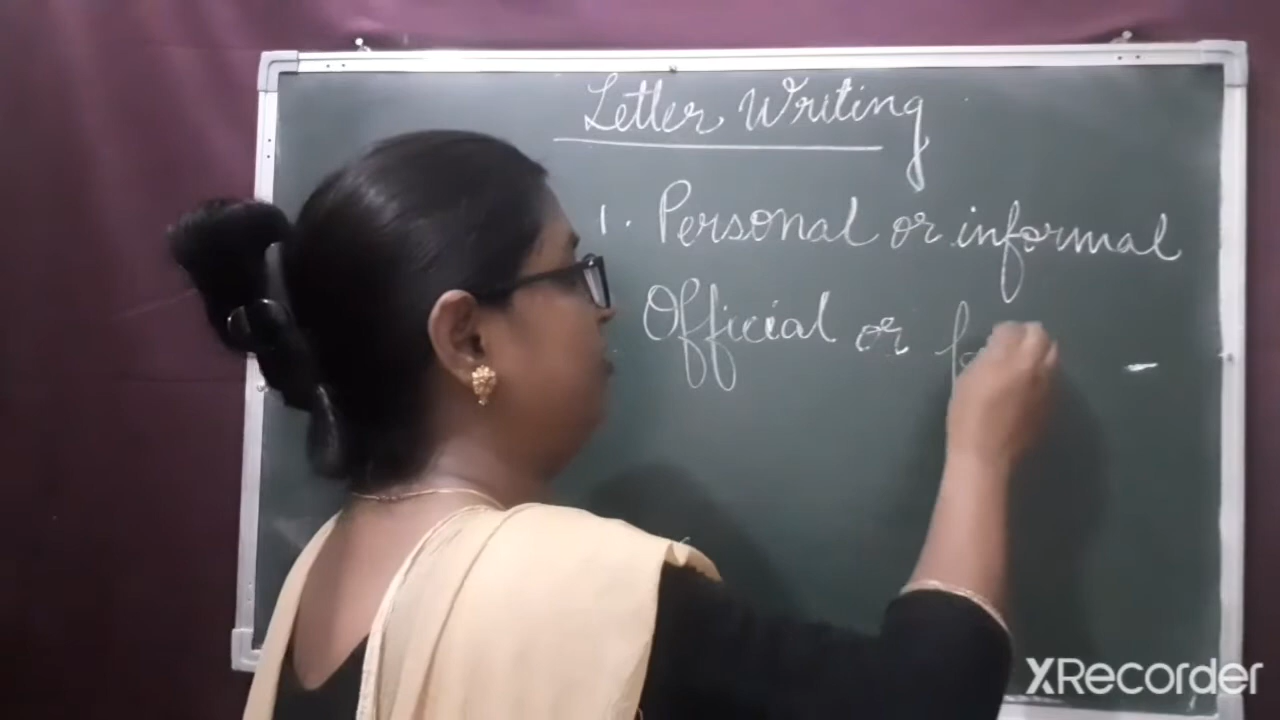 Letter Writing
1. Personal or informal
Official or
XRecorder